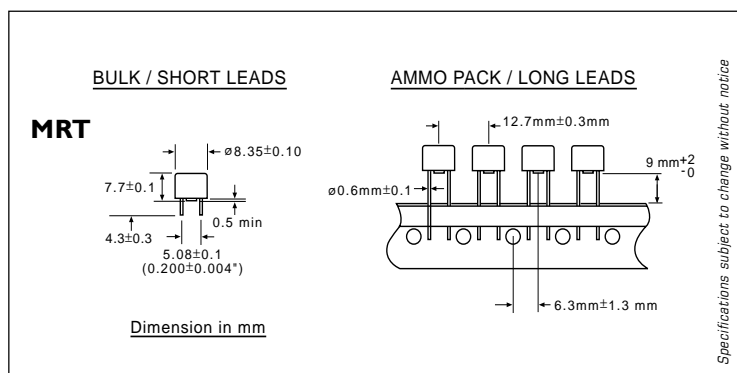 BULK / SHORT LEADS
AMMO PACK / LONG LEADS
MRT
ø8.35±0.10
7.7±0.1
0.5 min
4.3±0.3
5.08±0.1
(0.200±0.004")
Dimension in mm
12.7mm±0.3mm
9 mm+2
-0
ø0.6mm±0.1
6.3mm±1.3 mm
Specifications subject to change without notice